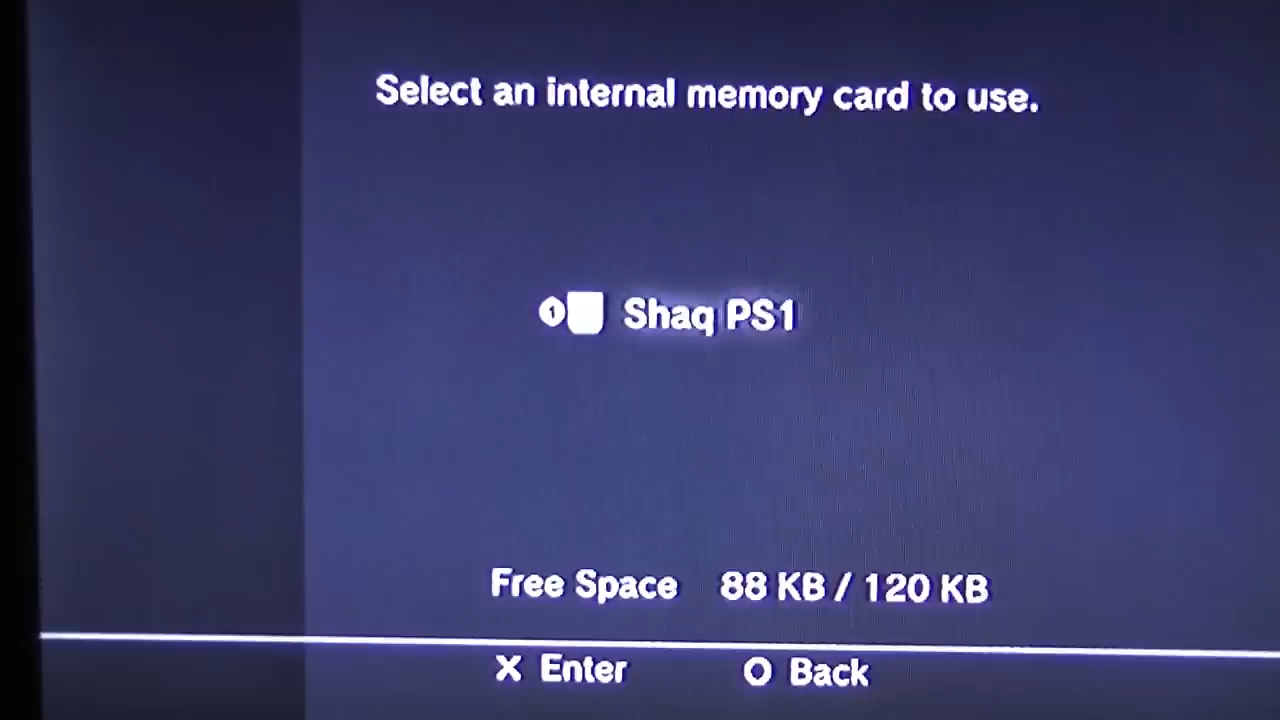 Select an internal memory card to use.
1 Shaq PS1
Free Space 88 KB / 120 KB
X Enter O Back